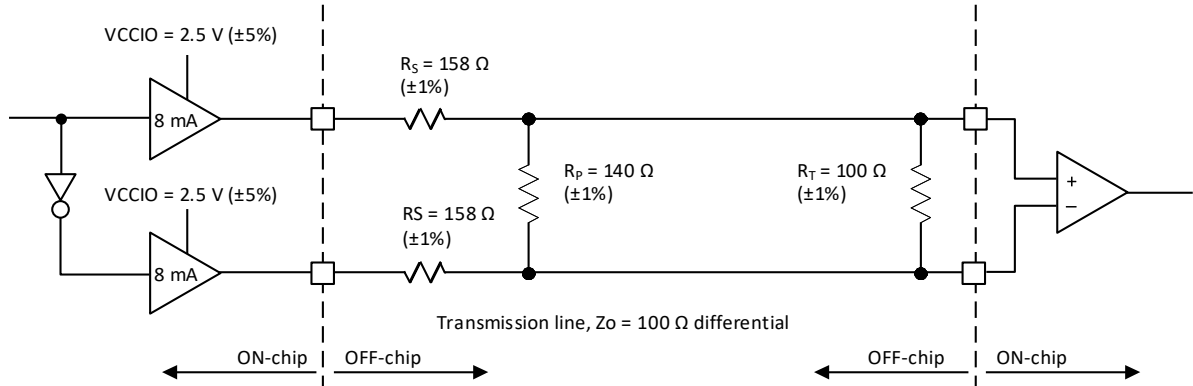 VCCIO = 2.5 V (±5%)
8 mA
RS = 158 Ω
(±1%)
RP = 140 Ω
(±1%)
RT = 100 Ω
(±1%)
+
−
VCCIO = 2.5 V (±5%)
8 mA
RS = 158 Ω
(±1%)
Transmission line, Zo = 100 Ω differential
ON-chip
OFF-chip
OFF-chip
ON-chip